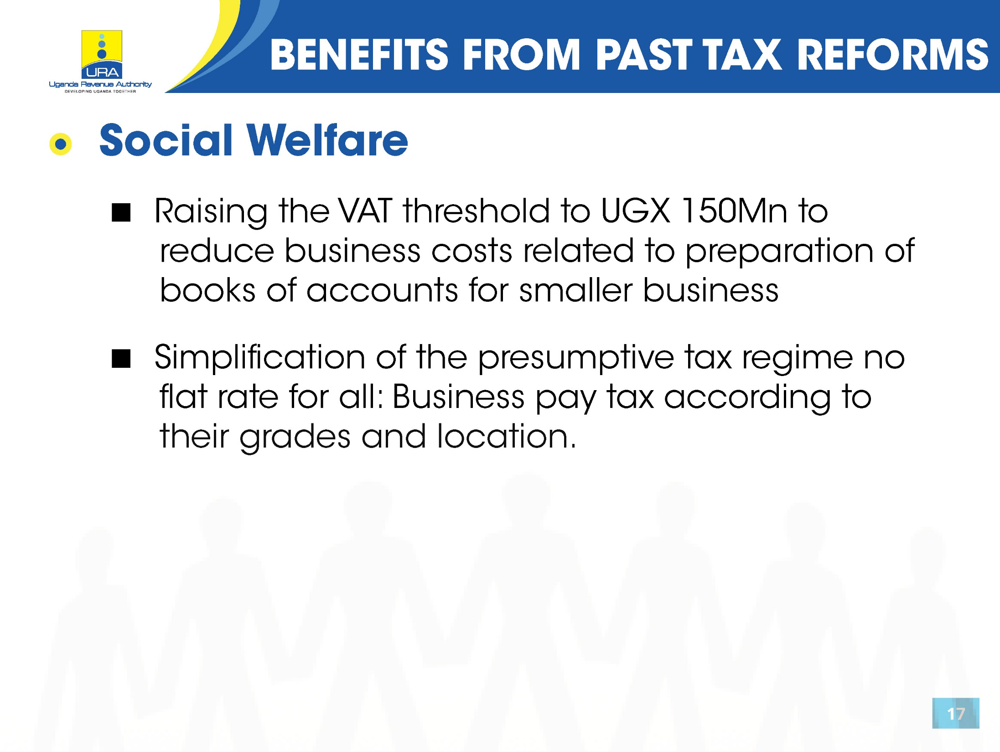 URA
Uganda Revenue Authority
DEVELOPING UGANDA TOGETHER
BENEFITS FROM PAST TAX REFORMS
Social Welfare
Raising the VAT threshold to UGX 150Mn to
reduce business costs related to preparation of
books of accounts for smaller business
Simplification of the presumptive tax regime no
flat rate for all: Business pay tax according to
their grades and location.
17